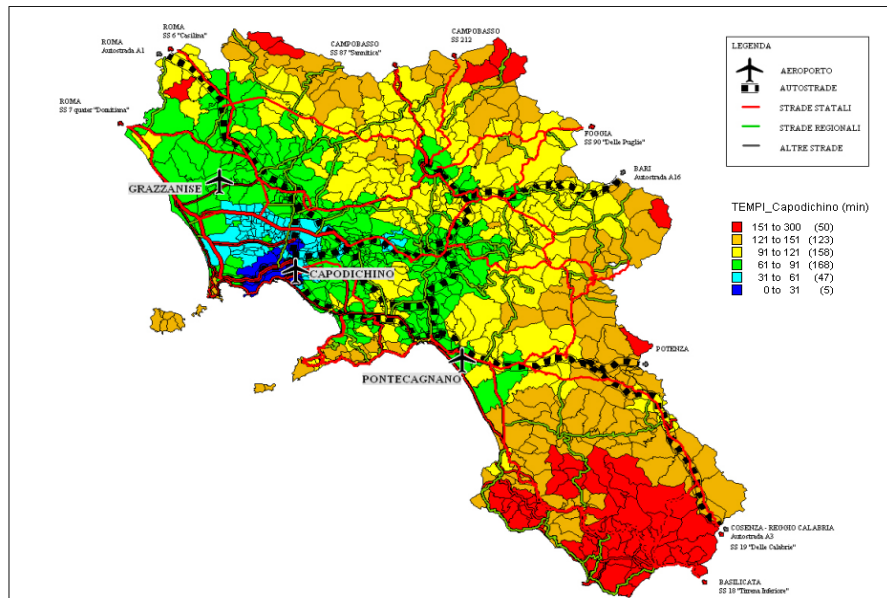 ROMA
SS 6 "Casilina"
ROMA
Autostrada A1
CAMPOBASSO
SS 87 "Sannitica"
CAMPOBASSO
SS 212
ROMA
SS 7 quater "Domitiana"
FOGGIA
SS 90 "Delle Puglie"
BARI
Autostrada A16
GRAZZANISE
CAPODICHINO
PONTECAGNANO
POTENZA
COSENZA - REGGIO CALABRIA
Autostrada A3
SS 19 "Delle Calabrie"
BASILICATA
SS 18 "Tirrena Inferiore"
LEGENDA
AEROPORTO
AUTOSTRADE
STRADE STATALI
STRADE REGIONALI
ALTRE STRADE
TEMPI_Capodichino (min)
151 to 300 (50)
121 to 151 (123)
91 to 121 (158)
61 to 91 (168)
31 to 61 (47)
0 to 31 (5)